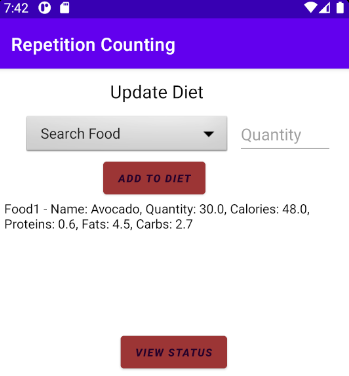 7:42
Repetition Counting
Update Diet
Search Food
Quantity
ADD TO DIET
Food1 - Name: Avocado, Quantity: 30.0, Calories: 48.0,
Proteins: 0.6, Fats: 4.5, Carbs: 2.7
VIEW STATUS